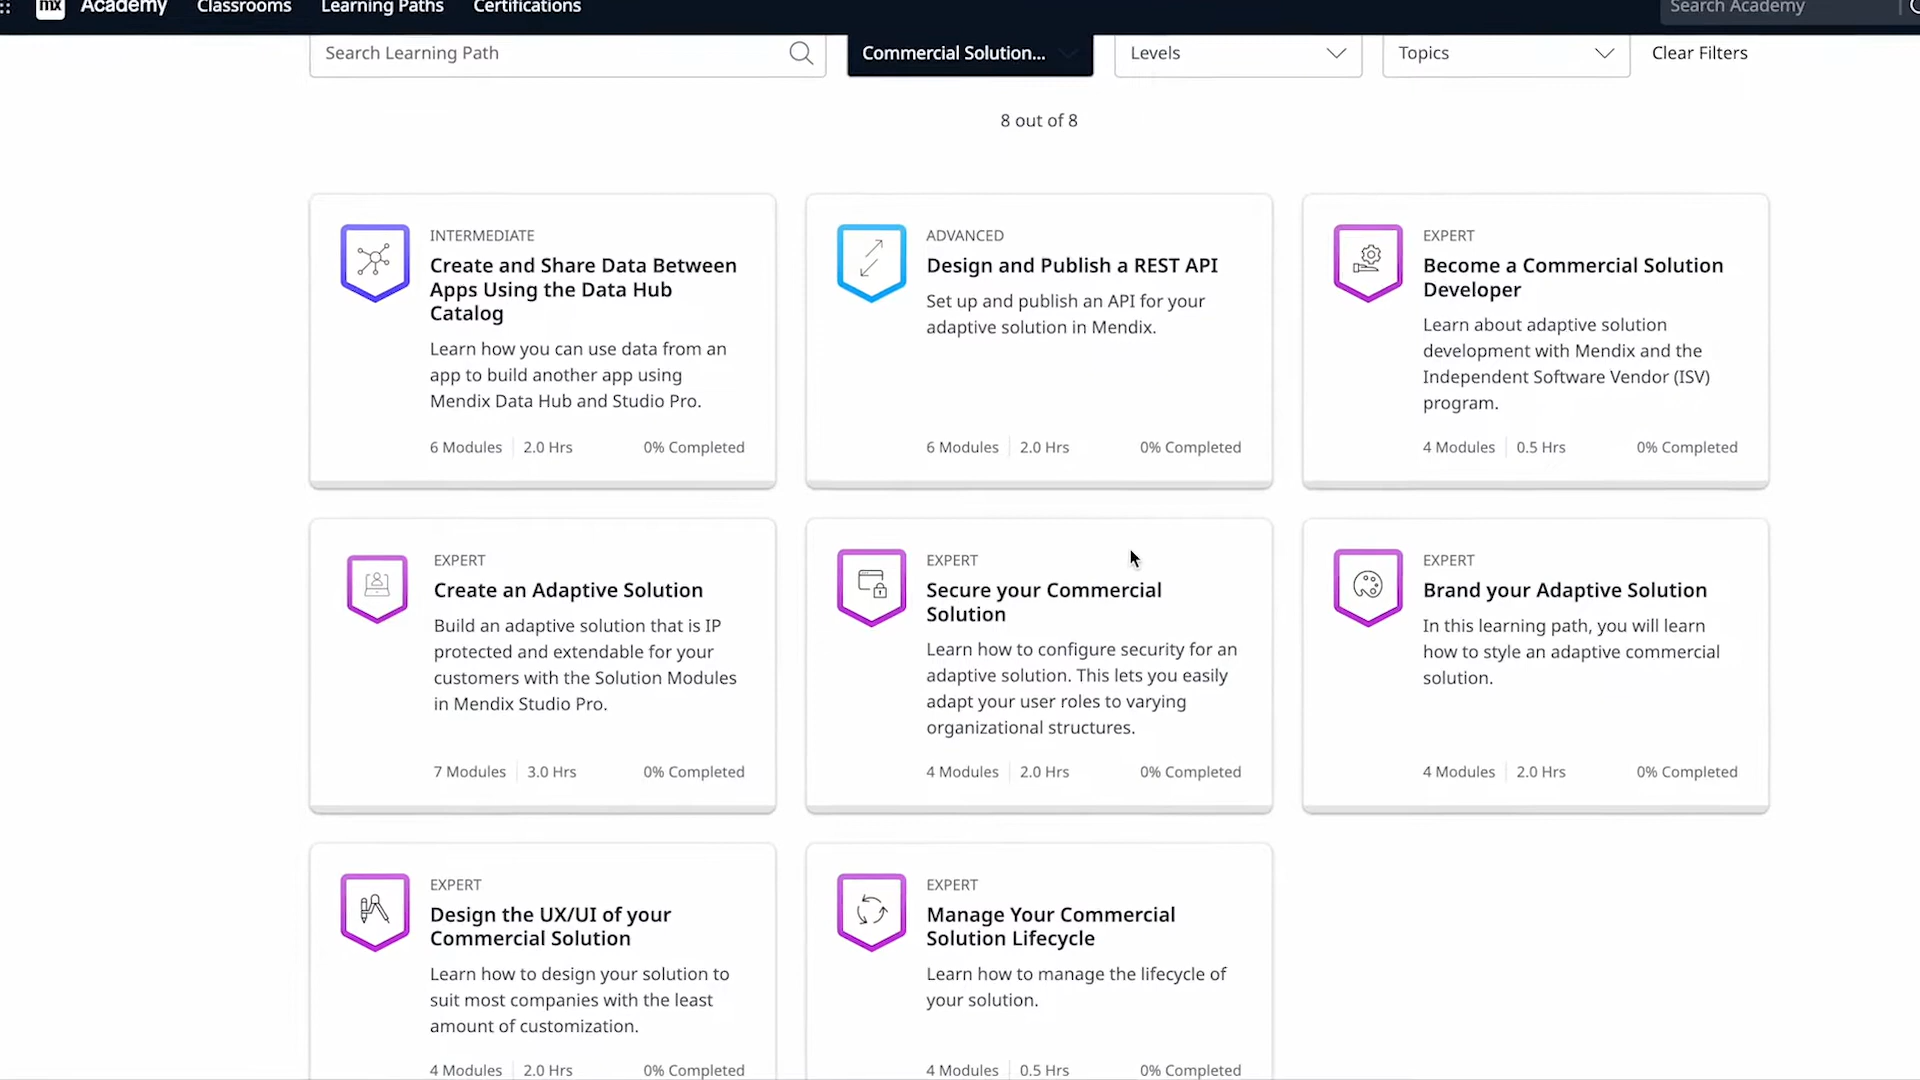 mx Academy Classrooms Learning Paths Certifications Search Academy
Search Learning Path Commercial Solution... Levels Topics Clear Filters
8 out of 8
INTERMEDIATE
Create and Share Data Between
Apps Using the Data Hub
Catalog
Learn how you can use data from an
app to build another app using
Mendix Data Hub and Studio Pro.
6 Modules 2.0 Hrs 0% Completed
ADVANCED
Design and Publish a REST API
Set up and publish an API for your
adaptive solution in Mendix.
6 Modules 2.0 Hrs 0% Completed
EXPERT
Become a Commercial Solution
Developer
Learn about adaptive solution
development with Mendix and the
Independent Software Vendor (ISV)
program.
4 Modules 0.5 Hrs 0% Completed
EXPERT
Create an Adaptive Solution
Build an adaptive solution that is IP
protected and extendable for your
customers with the Solution Modules
in Mendix Studio Pro.
7 Modules 3.0 Hrs 0% Completed
EXPERT
Secure your Commercial
Solution
Learn how to configure security for an
adaptive solution. This lets you easily
adapt your user roles to varying
organizational structures.
4 Modules 2.0 Hrs 0% Completed
EXPERT
Brand your Adaptive Solution
In this learning path, you will learn
how to style an adaptive commercial
solution.
4 Modules 2.0 Hrs 0% Completed
EXPERT
Design the UX/UI of your
Commercial Solution
Learn how to design your solution to
suit most companies with the least
amount of customization.
4 Modules 2.0 Hrs 0% Completed
EXPERT
Manage Your Commercial
Solution Lifecycle
Learn how to manage the lifecycle of
your solution.
4 Modules 0.5 Hrs 0% Completed